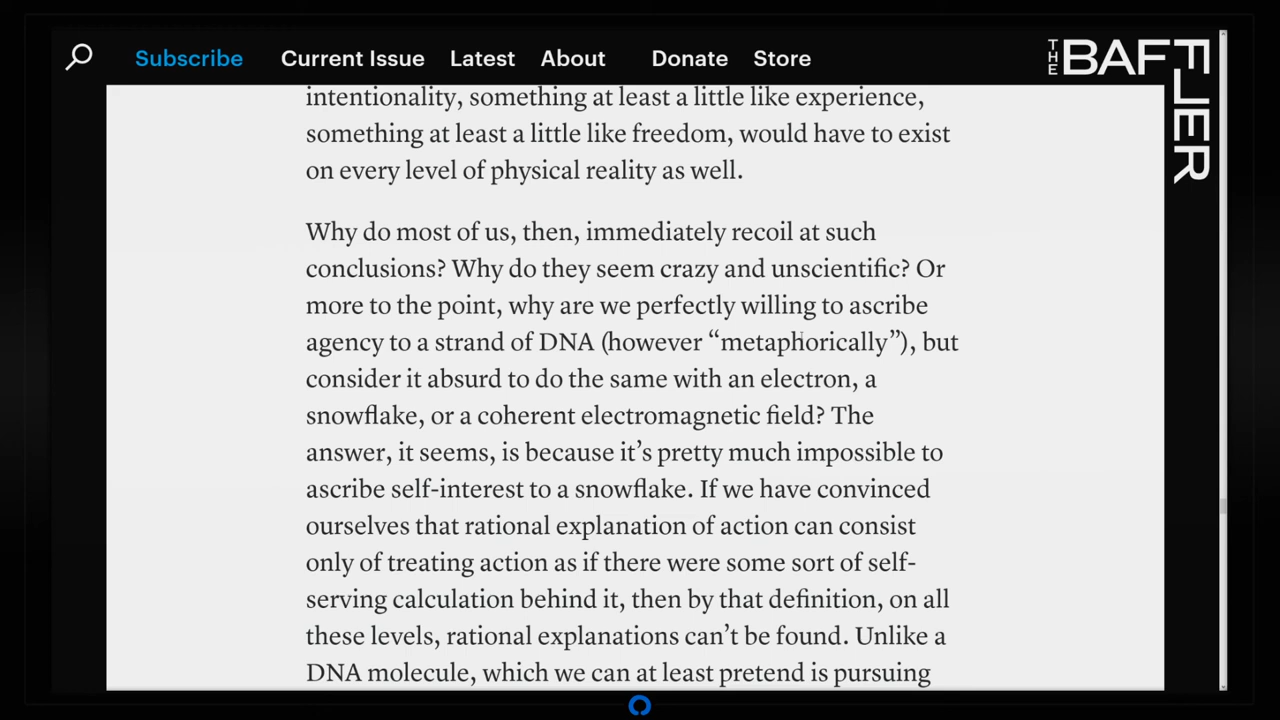 Subscribe Current Issue Latest About Donate Store
THE BAFFLER
intentionality, something at least a little like experience,
something at least a little like freedom, would have to exist
on every level of physical reality as well.
Why do most of us, then, immediately recoil at such
conclusions? Why do they seem crazy and unscientific? Or
more to the point, why are we perfectly willing to ascribe
agency to a strand of DNA (however “metaphorically”), but
consider it absurd to do the same with an electron, a
snowflake, or a coherent electromagnetic field? The
answer, it seems, is because it’s pretty much impossible to
ascribe self-interest to a snowflake. If we have convinced
ourselves that rational explanation of action can consist
only of treating action as if there were some sort of self-
serving calculation behind it, then by that definition, on all
these levels, rational explanations can’t be found. Unlike a
DNA molecule, which we can at least pretend is pursuing